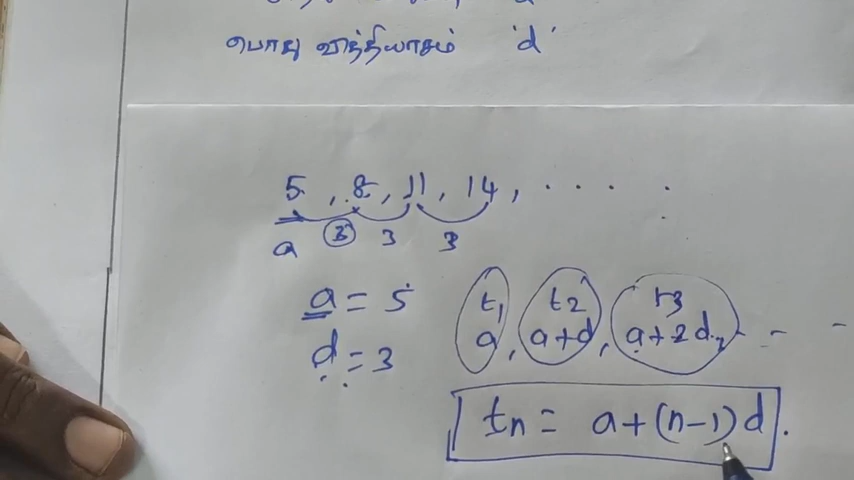 பொது வித்தியாசம் 'd'
5 , 8 , 11 , 14 , . . . . .
a 3 3 3
a = 5
d = 3
t1 t2 t3
a , a+d , a+2d , - - -
tn = a+(n-1)d .